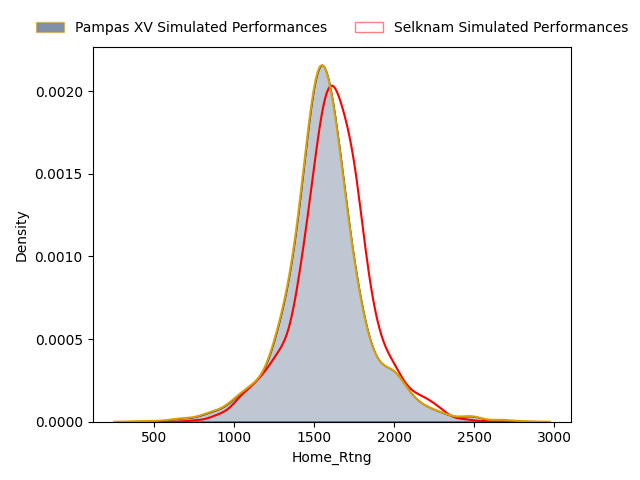 Pampas XV Simulated Performances
Selknam Simulated Performances
Density
0.0020
0.0015
0.0010
0.0005
0.0000
500
1000
1500
2000
2500
3000
Home_Rtng